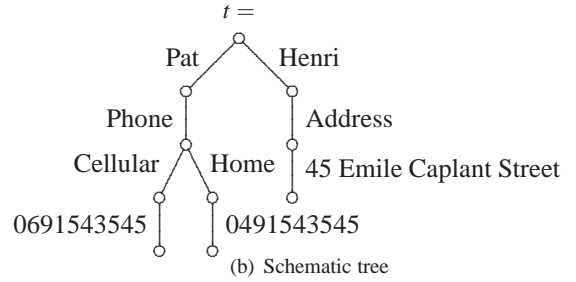 t =
Pat Henri
Phone Address
Cellular Home 45 Emile Caplant Street
0691543545 0491543545
(b) Schematic tree